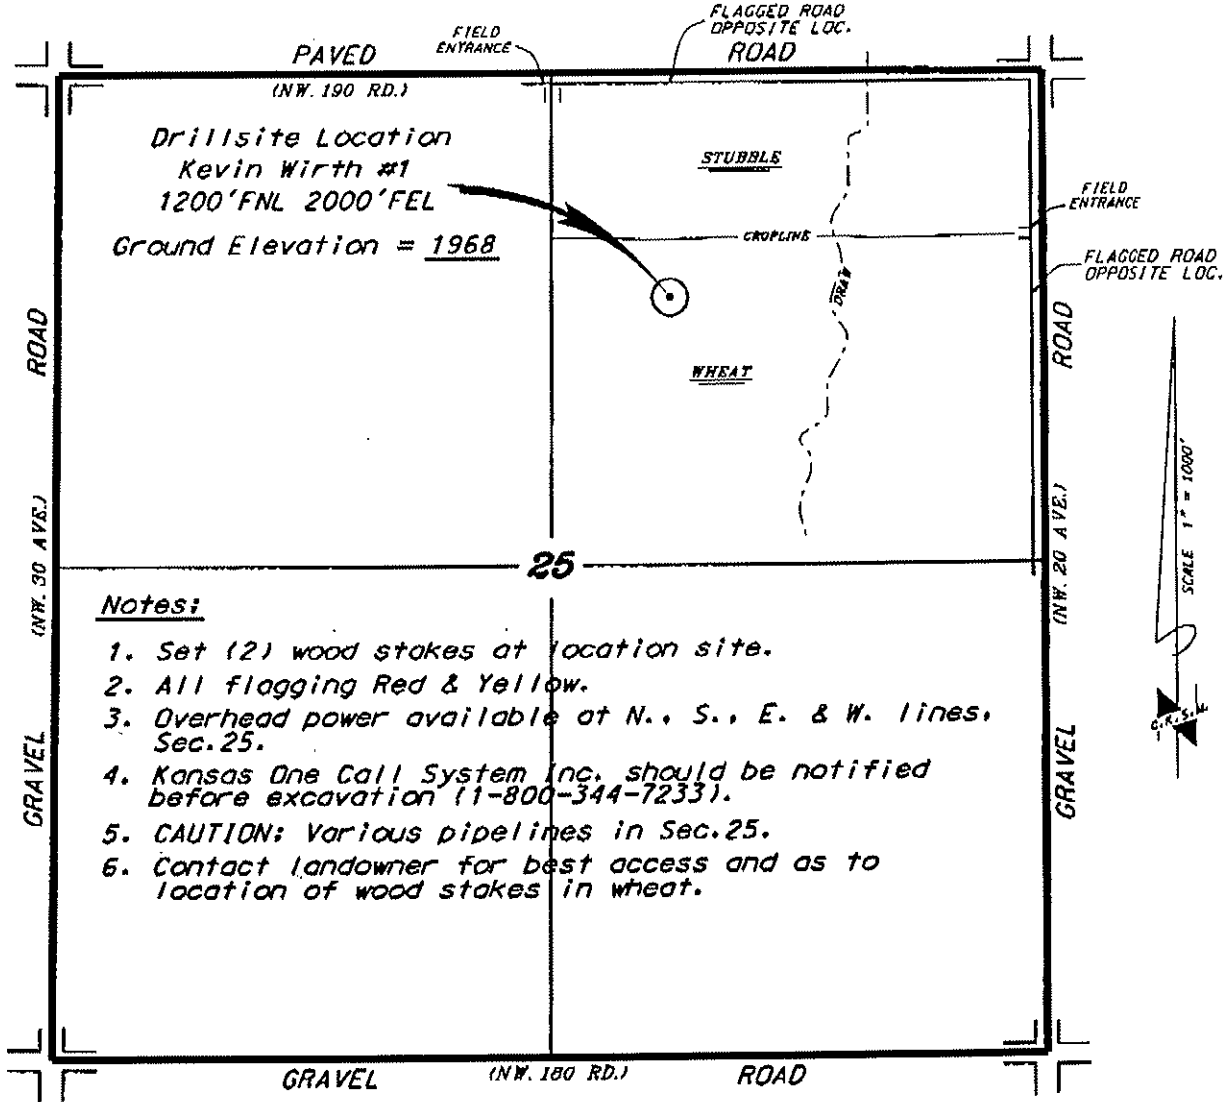 FLAGGED ROAD
OPPOSITE LOC.
FIELD
ENTRANCE
PAVED
ROAD
(NW. 190 RD.)
Drillsite Location
Kevin Wirth #1
1200'FNL 2000'FEL
Ground Elevation = 1968
STUBBLE
FIELD
ENTRANCE
CROPLINE
FLAGGED ROAD
OPPOSITE LOC.
DRAW
ROAD
ROAD
WHEAT
SCALE 1" = 1000'
(NW. 30 AVE.)
(NW. 20 AVE.)
25
Notes:
1. Set (2) wood stakes at location site.
2. All flagging Red & Yellow.
3. Overhead power available at N., S., E. & W. lines,
Sec.25.
4. Kansas One Call System Inc. should be notified
before excavation (1-800-344-7233).
5. CAUTION: Various pipelines in Sec.25.
6. Contact landowner for best access and as to
location of wood stakes in wheat.
GRAVEL
GRAVEL
GRAVEL
(NW. 180 RD.)
ROAD